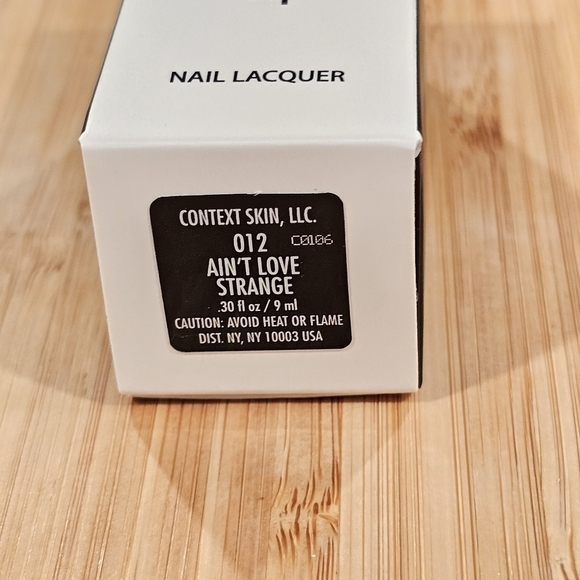 NAIL LACQUER
CONTEXT SKIN, LLC.
012 C0106
AIN'T LOVE
STRANGE
.30 fl oz / 9 ml
CAUTION: AVOID HEAT OR FLAME
DIST. NY, NY 10003 USA